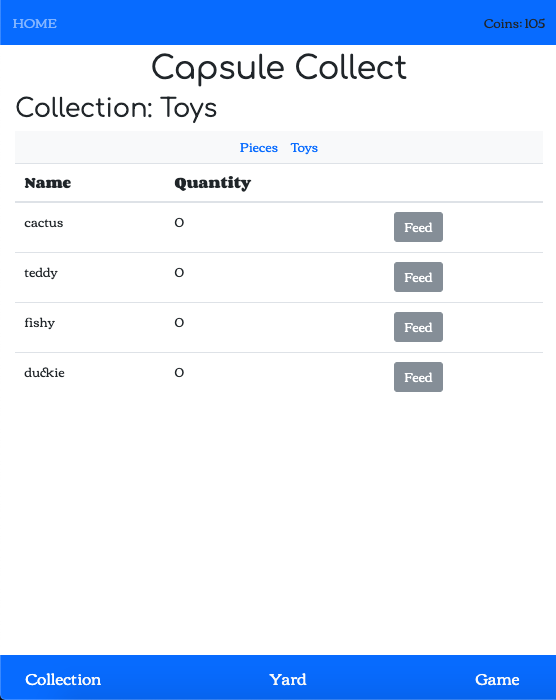 HOME Coins: 105
Capsule Collect
Collection: Toys
Pieces Toys
Name Quantity
cactus 0 Feed
teddy 0 Feed
fishy 0 Feed
duckie 0 Feed
Collection Yard Game